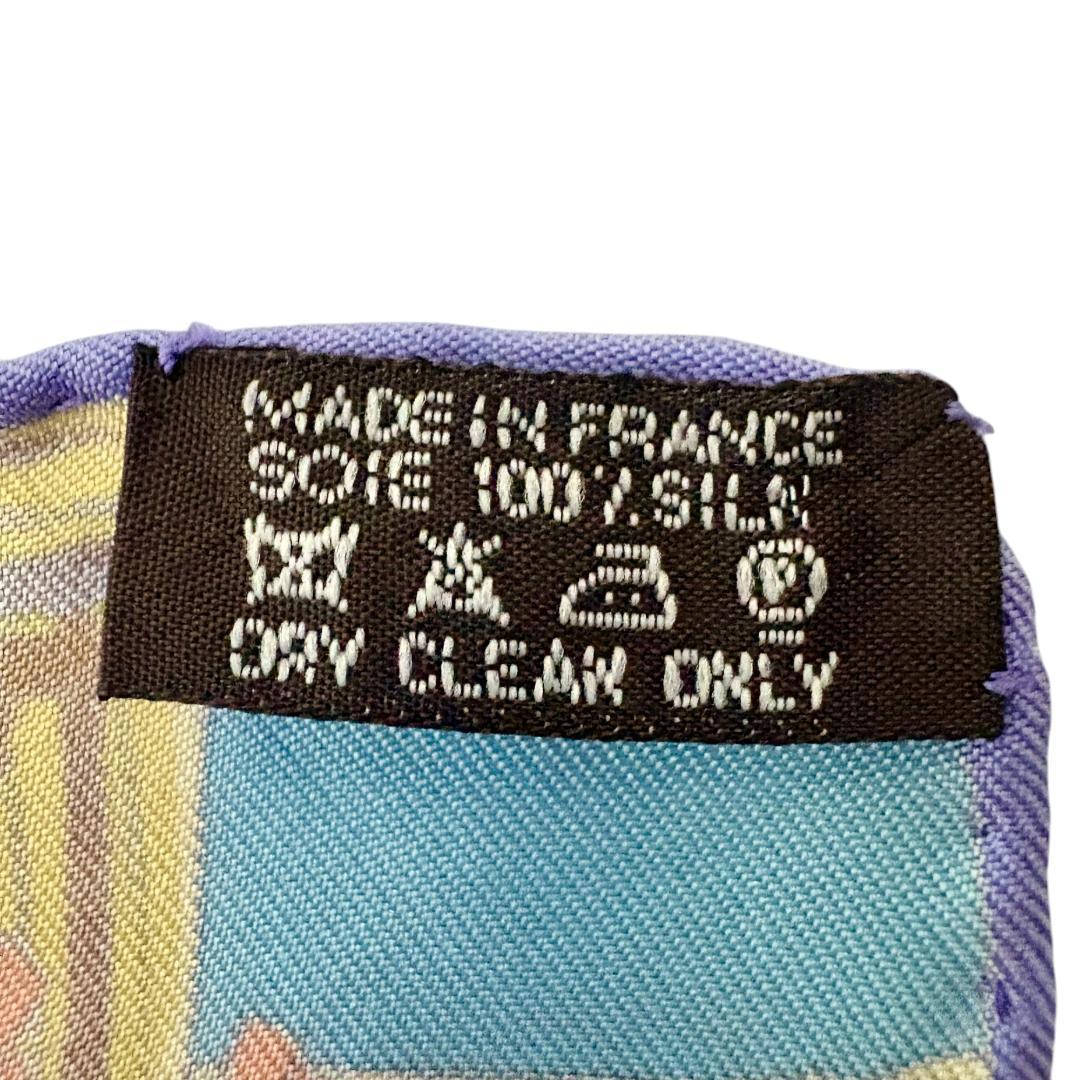 MADE IN FRANCE
SOIE 100% SILK
P
DRY CLEAN ONLY